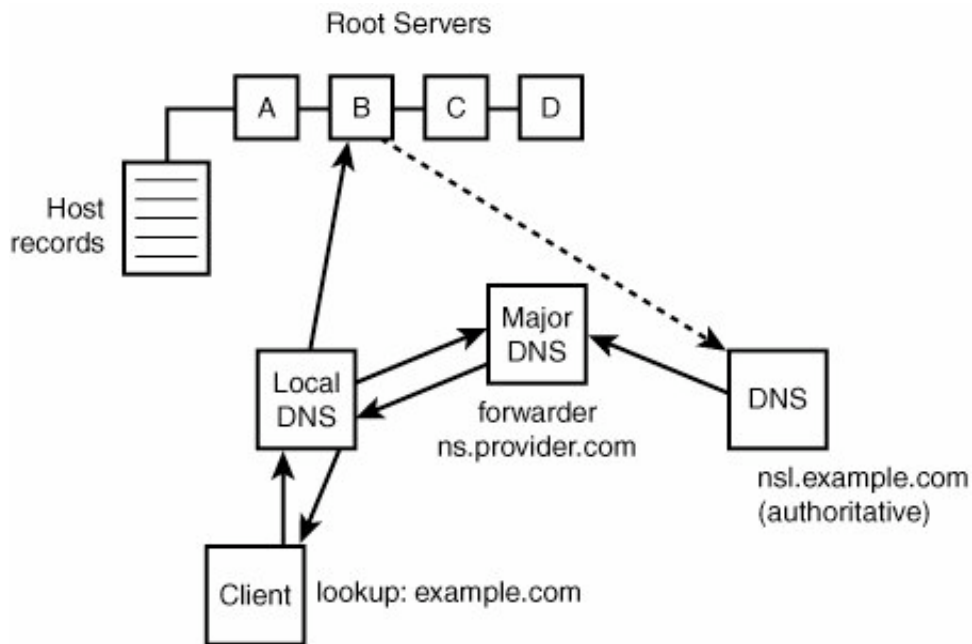 Root Servers
A
B
C
D
Host
records
Major
DNS
Local
DNS
DNS
forwarder
ns.provider.com
nsl.example.com
(authoritative)
Client
lookup: example.com